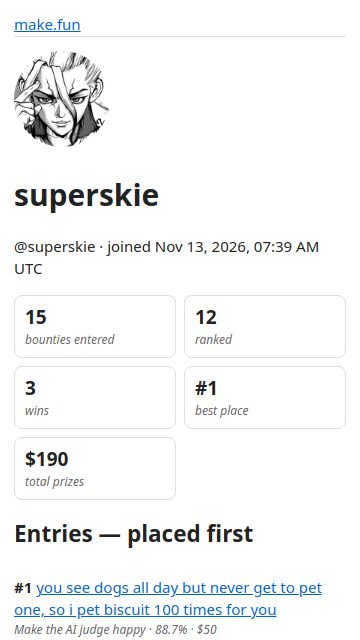 make.fun
superskie
@superskie · joined Nov 13, 2026, 07:39 AM
UTC
15
bounties entered
12
ranked
3
wins
#1
best place
$190
total prizes
Entries — placed first
#1 you see dogs all day but never get to pet
one, so i pet biscuit 100 times for you
Make the AI judge happy · 88.7% · $50